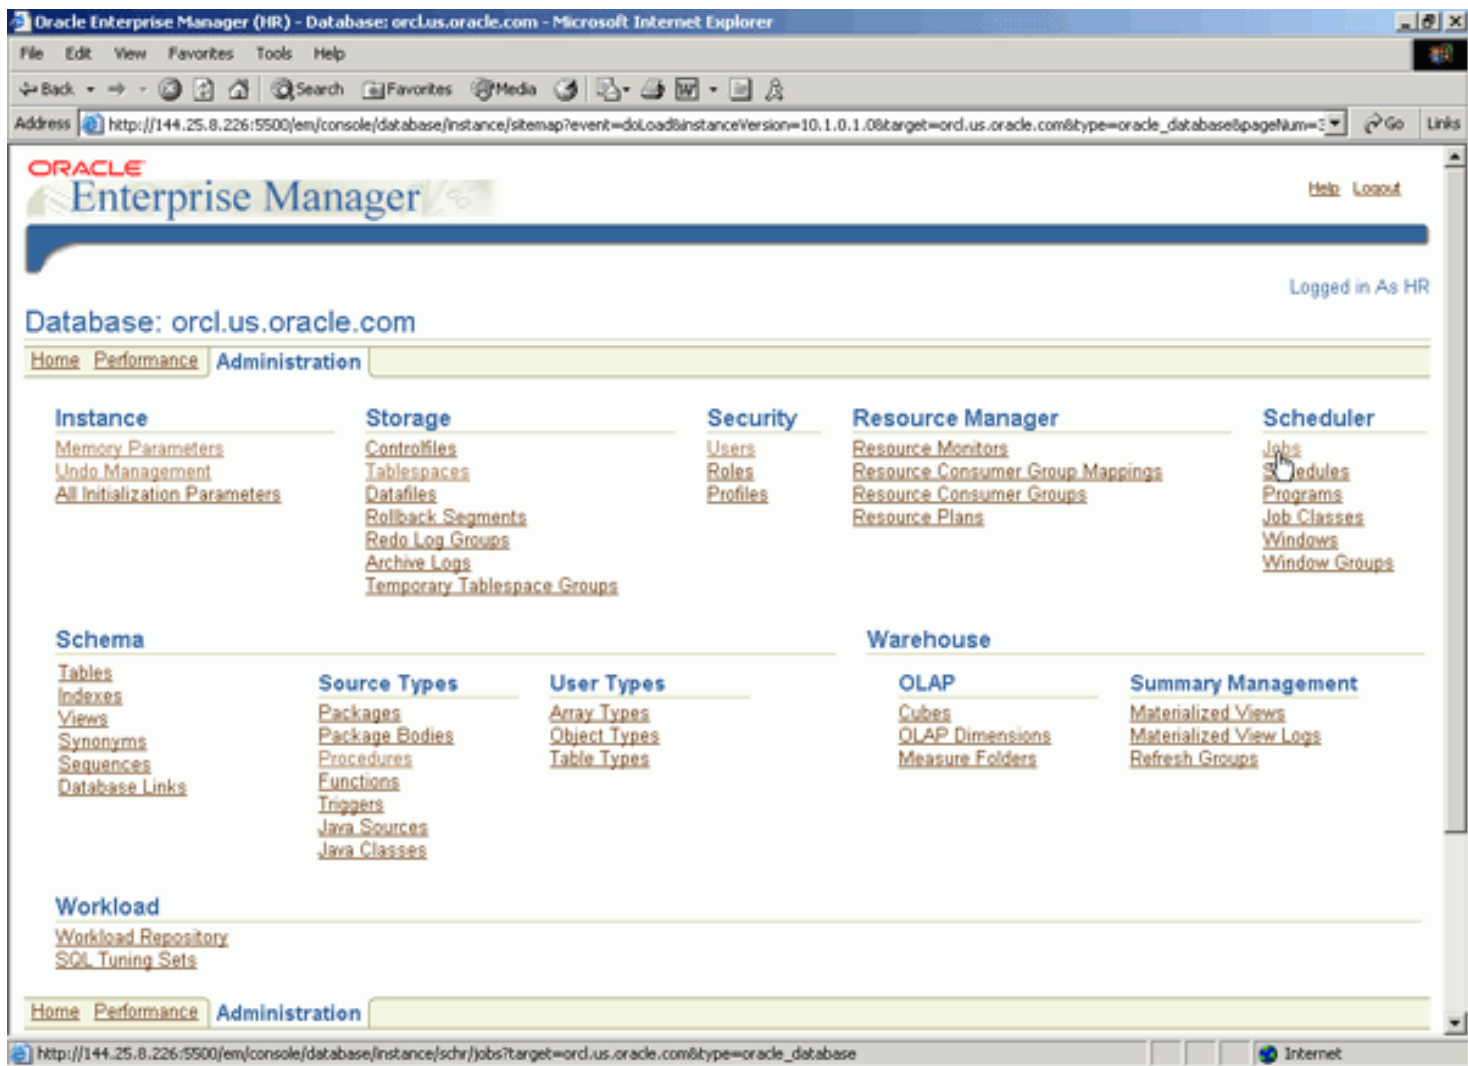 Oracle Enterprise Manager (HR) - Database: orcl.us.oracle.com - Microsoft Internet Explorer
File Edit View Favorites Tools Help
Back Search Favorites Media
Address http://144.25.8.226:5500/em/console/database/instance/sitemap?event=doLoad&instanceVersion=10.1.0.1.0&target=orcl.us.oracle.com&type=oracle_database&pageNum=3 Go Links
ORACLE
Enterprise Manager
Help Logout
Logged in As HR
Database: orcl.us.oracle.com
Home Performance Administration
Instance
Memory Parameters
Undo Management
All Initialization Parameters
Storage
Controlfiles
Tablespaces
Datafiles
Rollback Segments
Redo Log Groups
Archive Logs
Temporary Tablespace Groups
Security
Users
Roles
Profiles
Resource Manager
Resource Monitors
Resource Consumer Group Mappings
Resource Consumer Groups
Resource Plans
Scheduler
Jobs
Schedules
Programs
Job Classes
Windows
Window Groups
Schema
Tables
Indexes
Views
Synonyms
Sequences
Database Links
Source Types
Packages
Package Bodies
Procedures
Functions
Triggers
Java Sources
Java Classes
User Types
Array Types
Object Types
Table Types
Warehouse
OLAP
Cubes
OLAP Dimensions
Measure Folders
Summary Management
Materialized Views
Materialized View Logs
Refresh Groups
Workload
Workload Repository
SQL Tuning Sets
Home Performance Administration
http://144.25.8.226:5500/em/console/database/instance/schr/jobs?target=orcl.us.oracle.com&type=oracle_database Internet